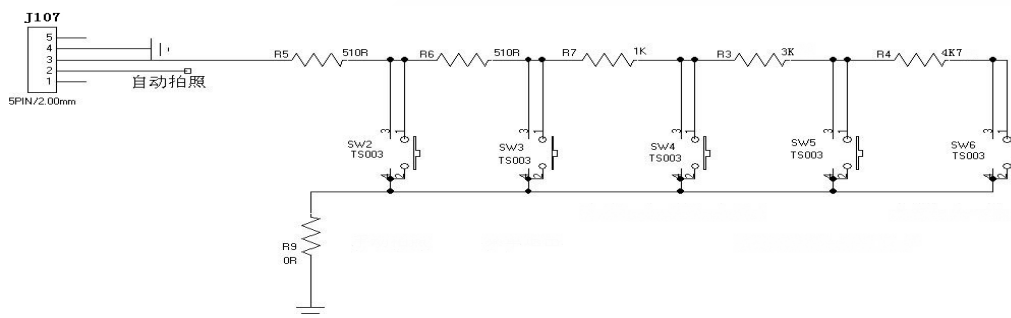 J107
5
4
3
2
1
自动拍照
5PIN/2.00mm
R5 510R R6 510R R7 1K R3 3K R4 4K7
3 1 3 1 3 1 3 1 3 1
SW2
TS003
SW3
TS003
SW4
TS003
SW5
TS003
SW6
TS003
4 2 4 2 4 2 4 2 4 2
R9
0R